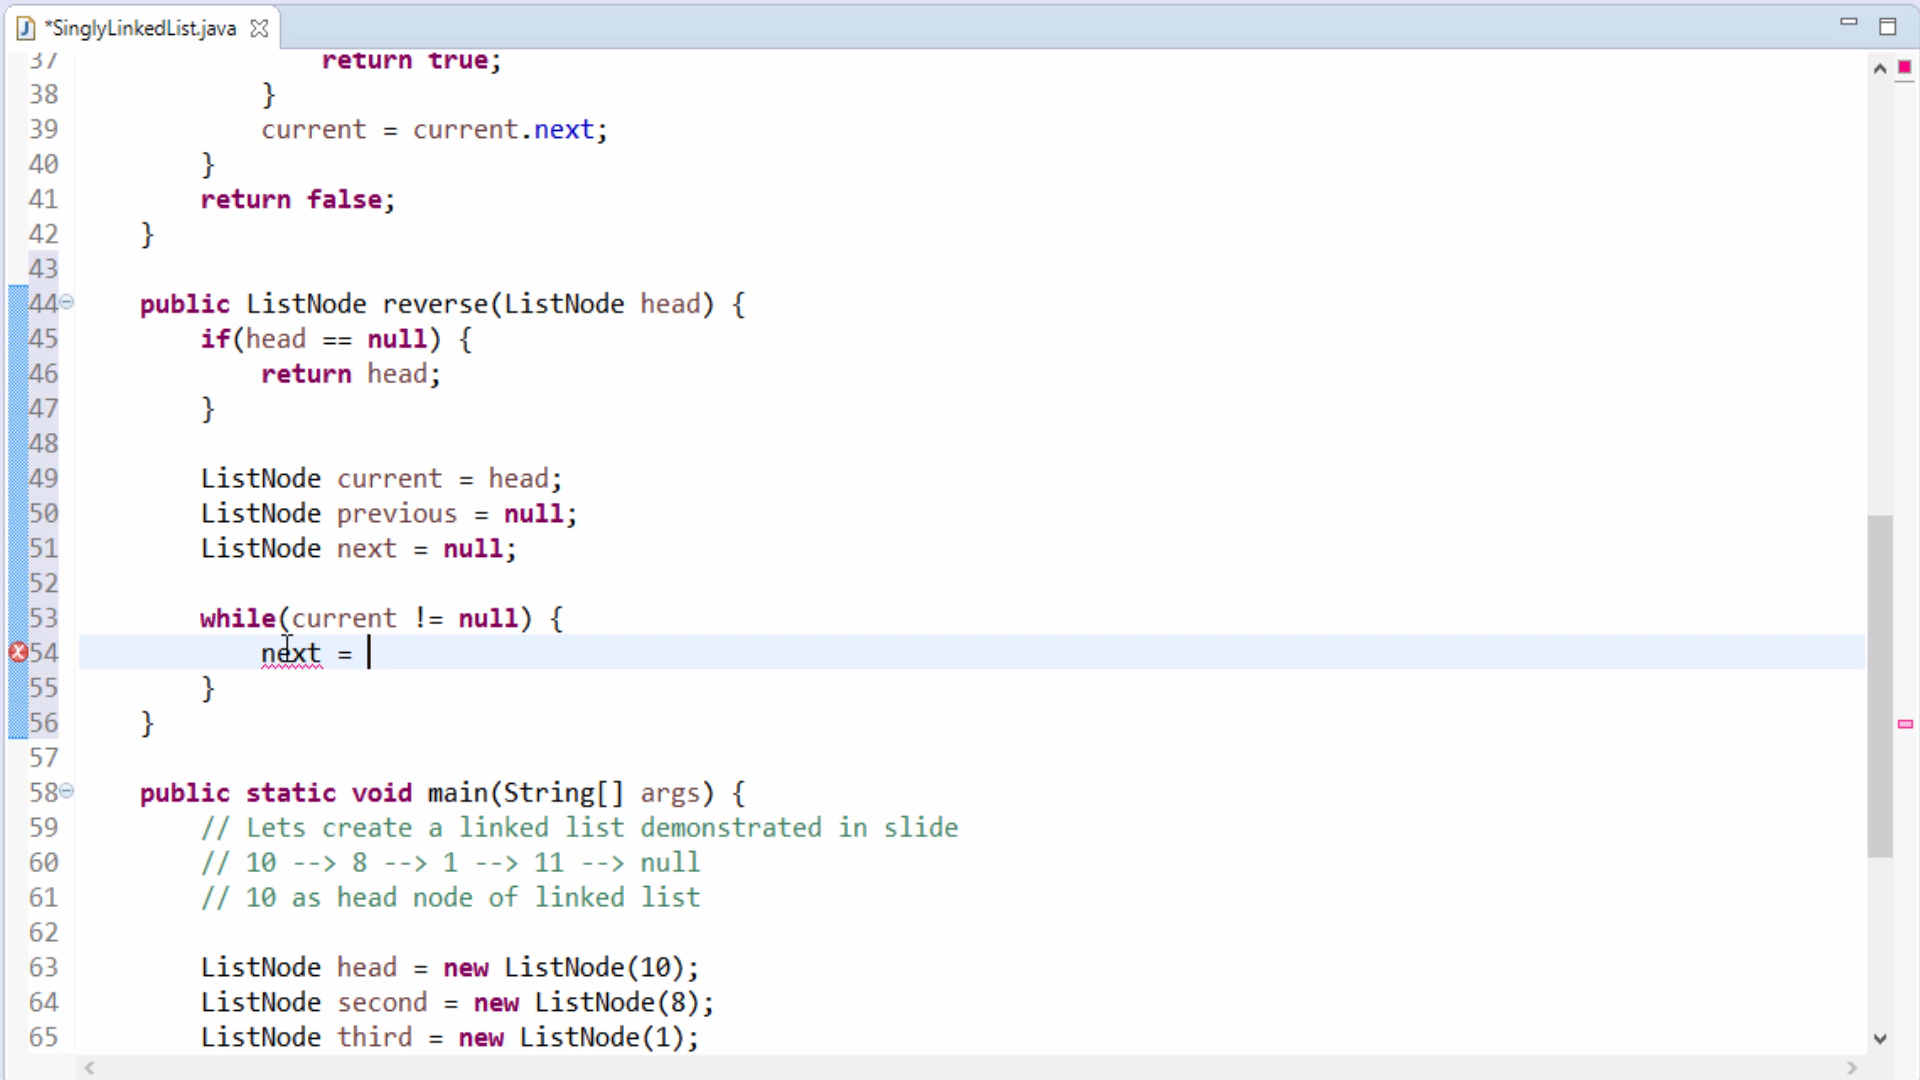 *SinglyLinkedList.java
37 return true;
38 }
39 current = current.next;
40 }
41 return false;
42 }
43
44 public ListNode reverse(ListNode head) {
45 if(head == null) {
46 return head;
47 }
48
49 ListNode current = head;
50 ListNode previous = null;
51 ListNode next = null;
52
53 while(current != null) {
54 next =
55 }
56 }
57
58 public static void main(String[] args) {
59 // Lets create a linked list demonstrated in slide
60 // 10 --> 8 --> 1 --> 11 --> null
61 // 10 as head node of linked list
62
63 ListNode head = new ListNode(10);
64 ListNode second = new ListNode(8);
65 ListNode third = new ListNode(1);